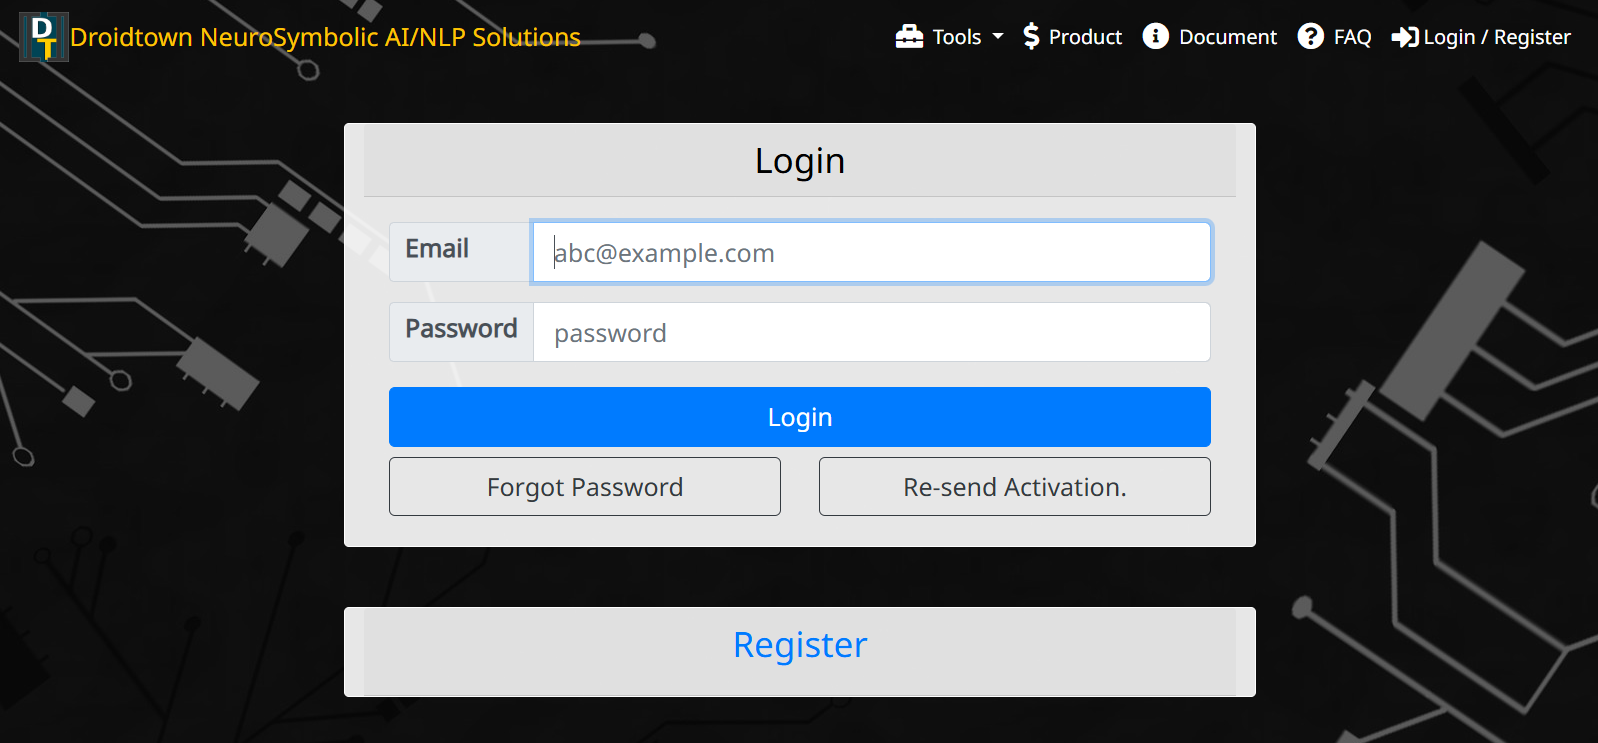 DT Droidtown NeuroSymbolic AI/NLP Solutions Tools Product Document FAQ Login / Register
Login
Email abc@example.com
Password password
Login
Forgot Password Re-send Activation.
Register